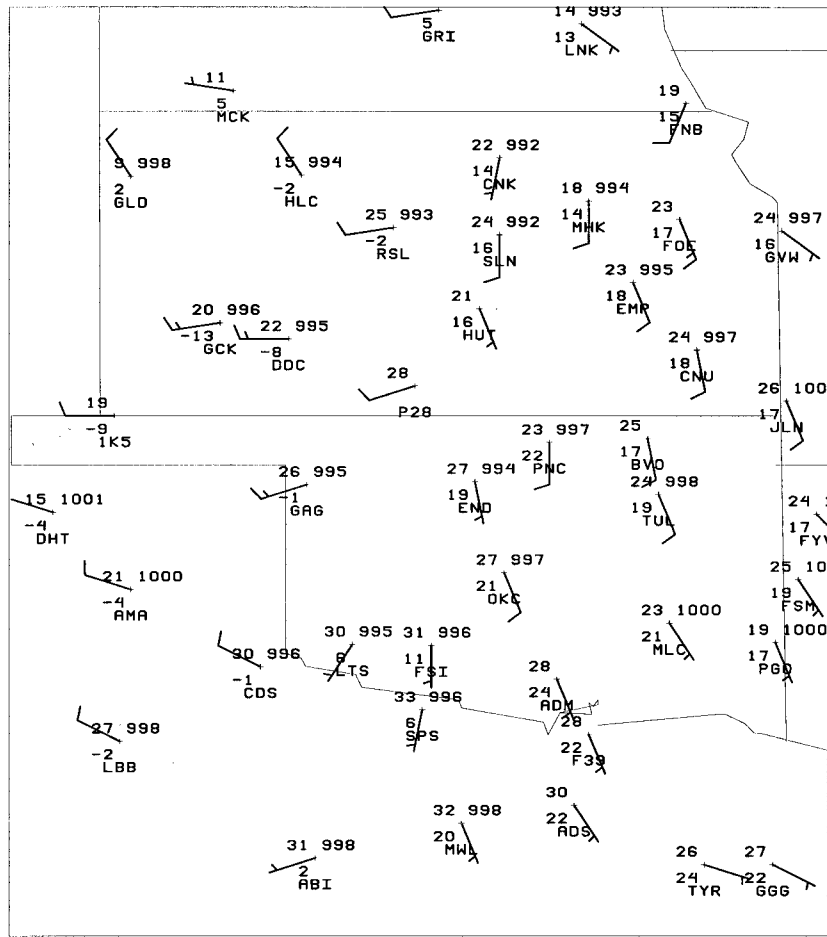 5
GRI
14 993
13
LNK
11
5
MCK
19
15
FNB
9 998
2
GLD
15 994
-2
HLC
22 992
14
CNK
18 994
14
MHK
25 993
-2
RSL
24 992
16
SLN
23
17
FOE
24 997
16
GVW
23 995
18
EMP
20 996
-13
GCK
22 995
-8
DDC
21
16
HUT
24 997
18
CNU
28
P28
19
-9
1K5
26 100
17
JLN
23 997
22
PNC
25
17
BVO
26 995
-1
GAG
27 994
19
END
24 998
19
TUL
15 1001
-4
DHT
24
17
FYV
21 1000
-4
AMA
27 997
21
OKC
25 10
19
FSM
30 996
-1
CDS
30 995
6
LTS
31 996
11
FSI
23 1000
21
MLC
19 1000
17
PGO
28
24
ADM
33 996
6
SPS
27 998
-2
LBB
28
22
F39
30
22
ADS
32 998
20
MWL
31 998
2
ABI
26
24
TYR
27
22
GGG